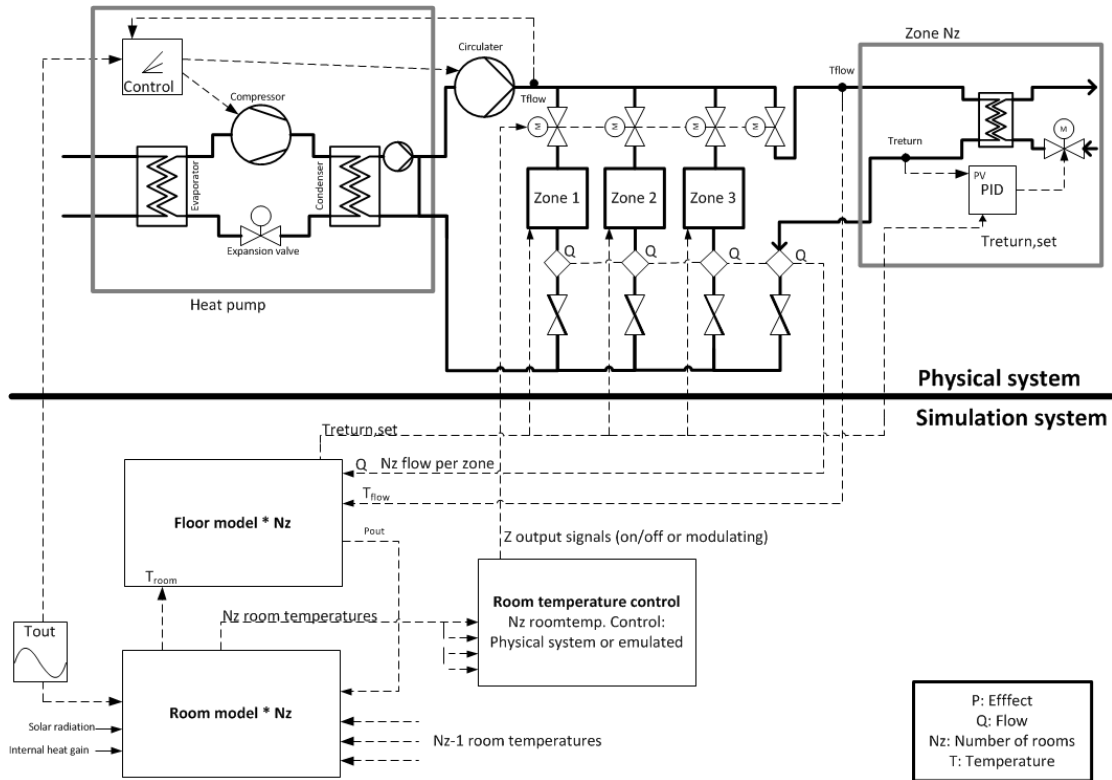 Zone Nz
Circulater
Control
Compressor
Tflow
Tflow
M
M
M
M
M
Treturn
PV
PID
Evaporator
Condenser
Zone 1
Zone 2
Zone 3
Treturn,set
Expansion valve
Q
Q
Q
Q
Heat pump
Physical system
Simulation system
Treturn,set
Q
Nz flow per zone
Tflow
Floor model * Nz
Pout
Z output signals (on/off or modulating)
Troom
Room temperature control
Nz roomtemp. Control:
Physical system or emulated
Nz room temperatures
Tout
Room model * Nz
Solar radiation
Internal heat gain
Nz-1 room temperatures
P: Efffect
Q: Flow
Nz: Number of rooms
T: Temperature